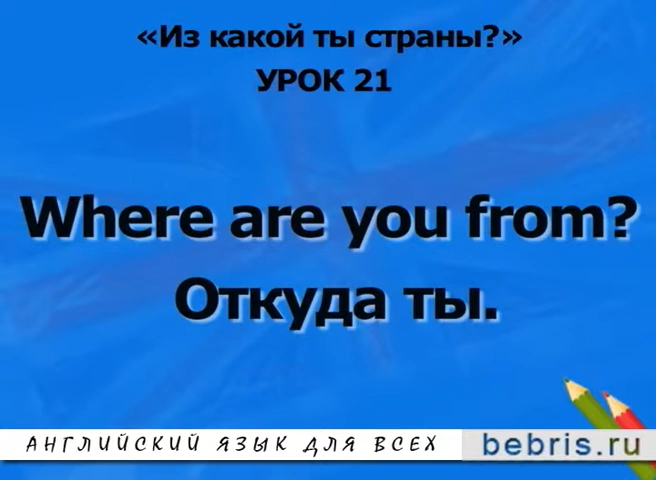 «Из какой ты страны?»
УРОК 21
Where are you from?
Откуда ты.
АНГЛИЙСКИЙ ЯЗЫК ДЛЯ ВСЕХ
bebris.ru